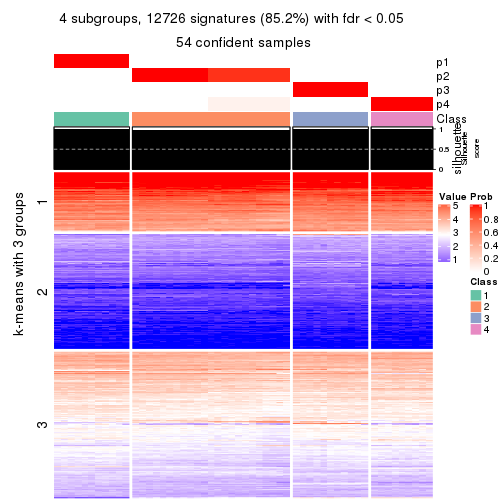 4 subgroups, 12726 signatures (85.2%) with fdr < 0.05
54 confident samples
p1
p2
p3
p4
Class
silhouette
Silhouette
score
1
0.5
0
k-means with 3 groups
1
2
3
Value
5
4
3
2
1
Prob
1
0.8
0.6
0.4
0.2
0
Class
1
2
3
4